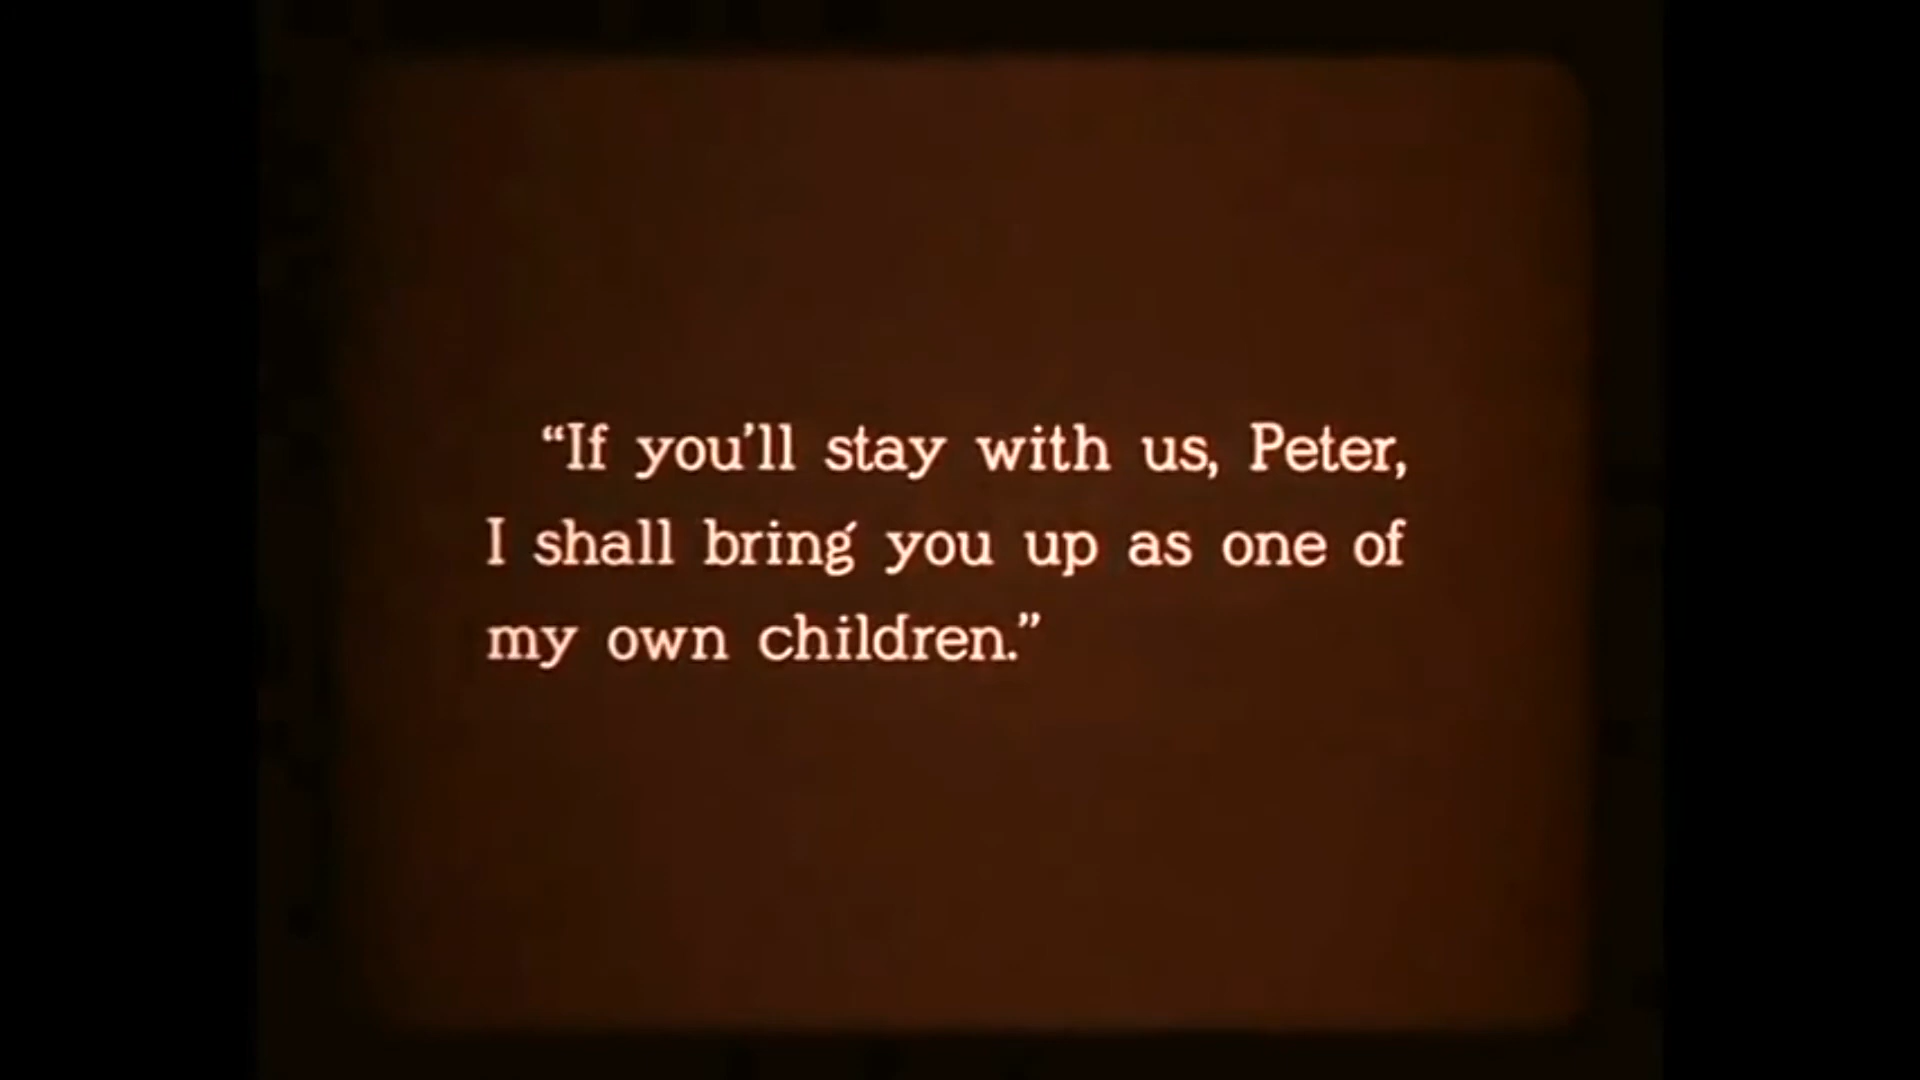 “If you’ll stay with us, Peter,
I shall bring you up as one of
my own children.”